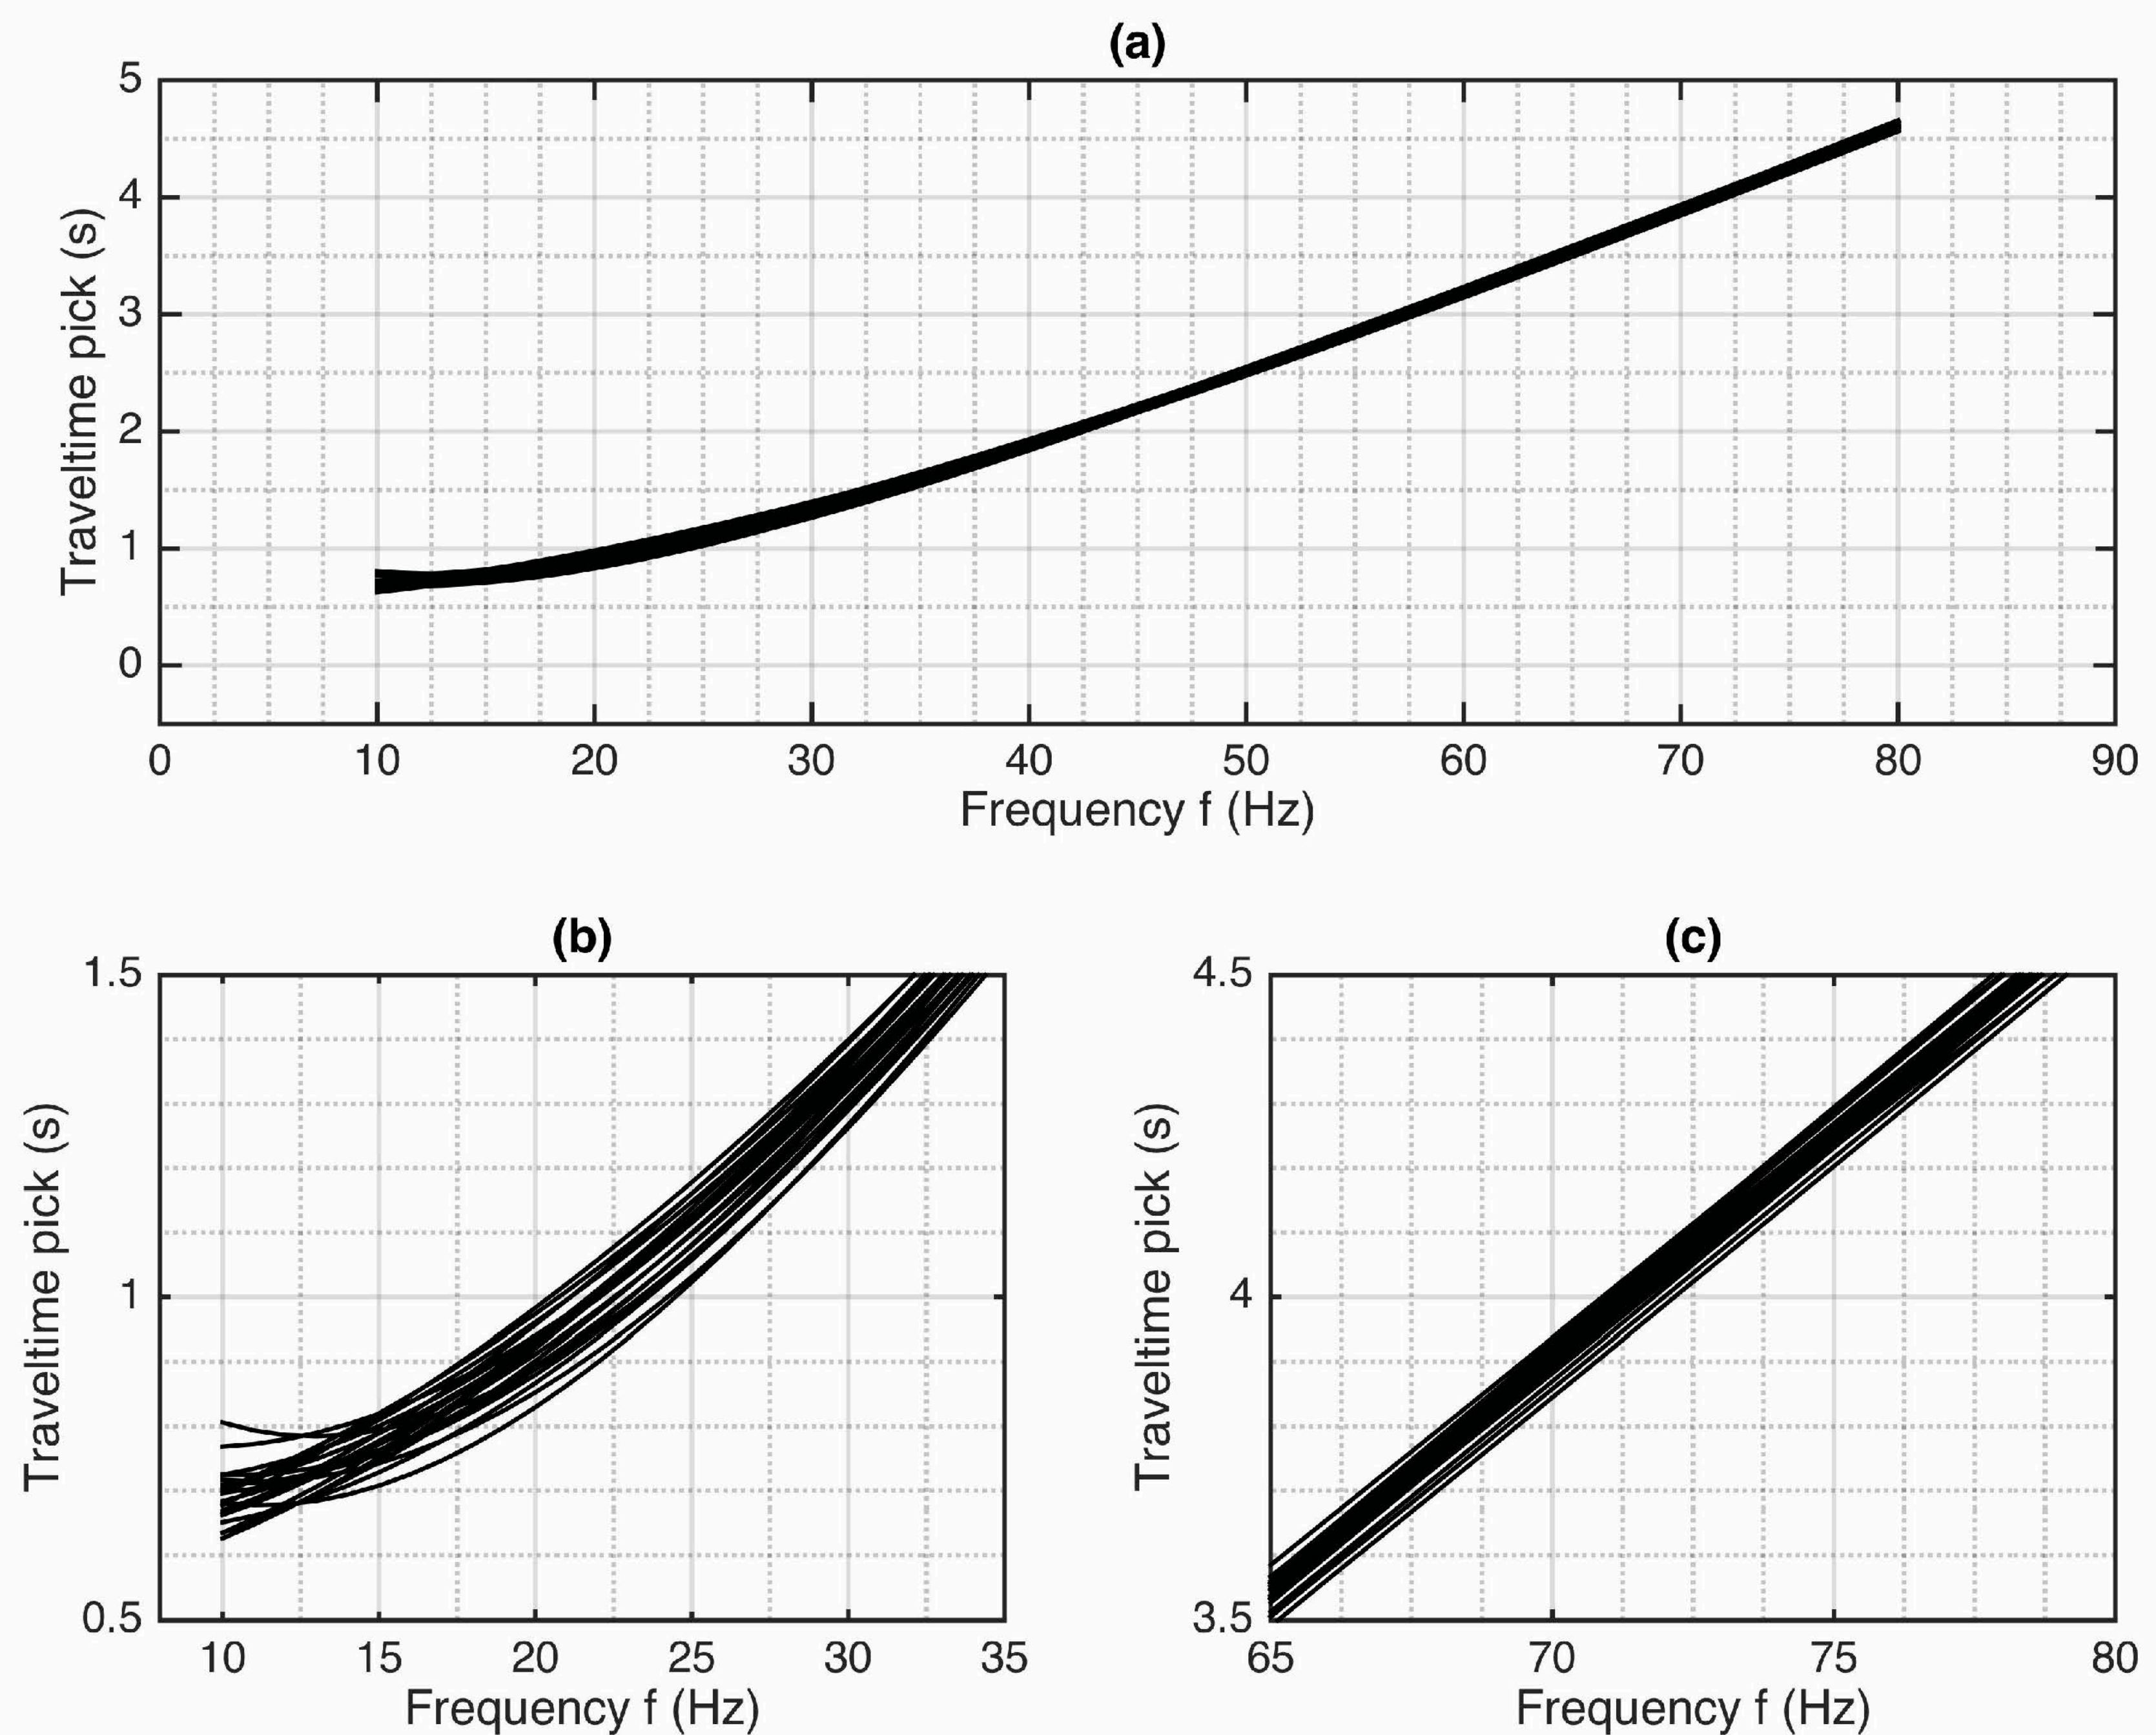 (a)
Traveltime pick (s)
5
4
3
2
1
0
0 10 20 30 40 50 60 70 80 90
Frequency f (Hz)
(b)
Traveltime pick (s)
1.5
1
0.5
10 15 20 25 30 35
Frequency f (Hz)
(c)
Traveltime pick (s)
4.5
4
3.5
65 70 75 80
Frequency f (Hz)